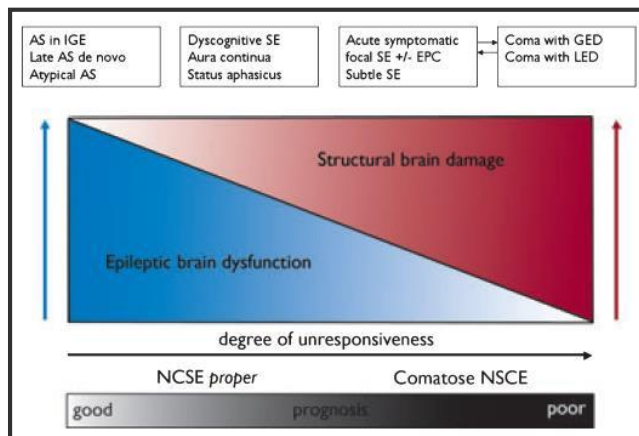 AS in IGE
Late AS de novo
Atypical AS
Dyscognitive SE
Aura continua
Status aphasicus
Acute symptomatic
focal SE +/- EPC
Subtle SE
Coma with GED
Coma with LED
Structural brain damage
Epileptic brain dysfunction
degree of unresponsiveness
NCSE proper
Comatose NSCE
good
prognosis
poor